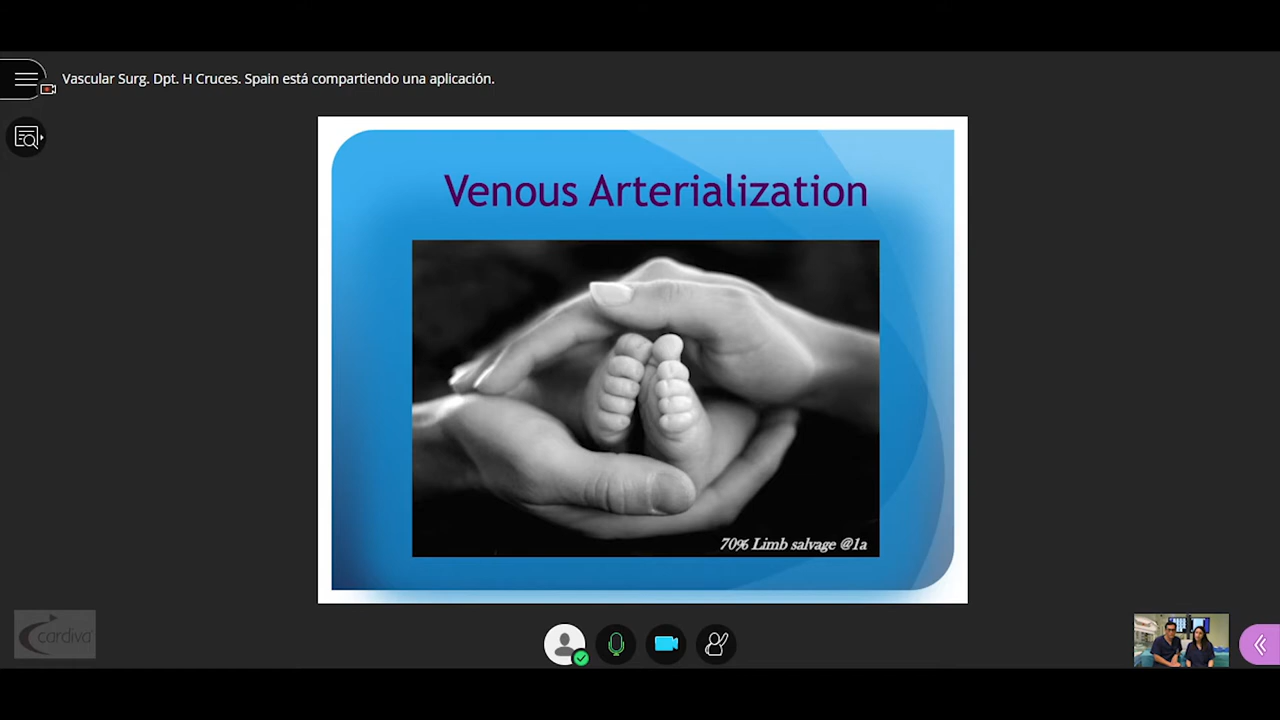 Vascular Surg. Dpt. H Cruces. Spain está compartiendo una aplicación.
Venous Arterialization
70% Limb salvage @1a
cardiva